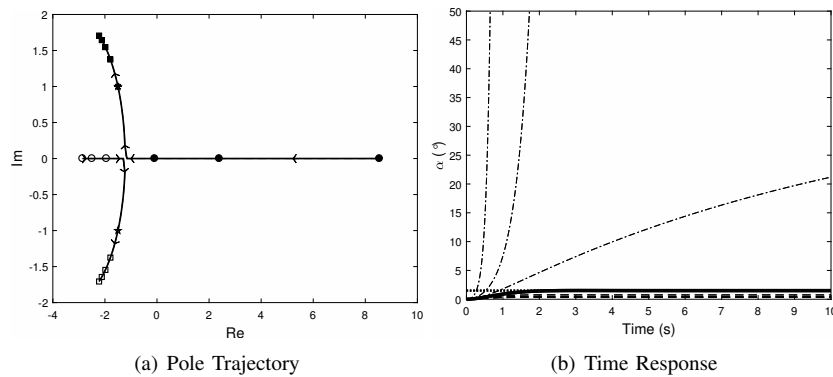 2
1.5
1
0.5
0
-0.5
-1
-1.5
-2
Im
-4 -2 0 2 4 6 8 10
Re
(a) Pole Trajectory
50
45
40
35
30
25
20
15
10
5
0
α (°)
0 1 2 3 4 5 6 7 8 9 10
Time (s)
(b) Time Response